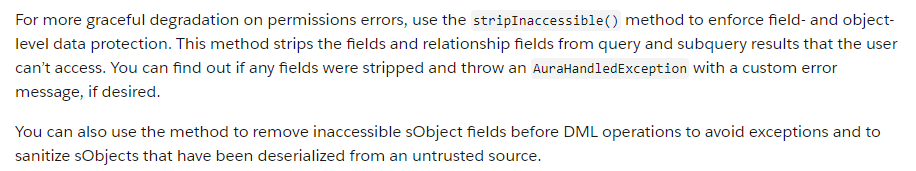 For more graceful degradation on permissions errors, use the stripInaccessible() method to enforce field- and object-
level data protection. This method strips the fields and relationship fields from query and subquery results that the user
can't access. You can find out if any fields were stripped and throw an AuraHandledException with a custom error
message, if desired.
You can also use the method to remove inaccessible sObject fields before DML operations to avoid exceptions and to
sanitize sObjects that have been deserialized from an untrusted source.